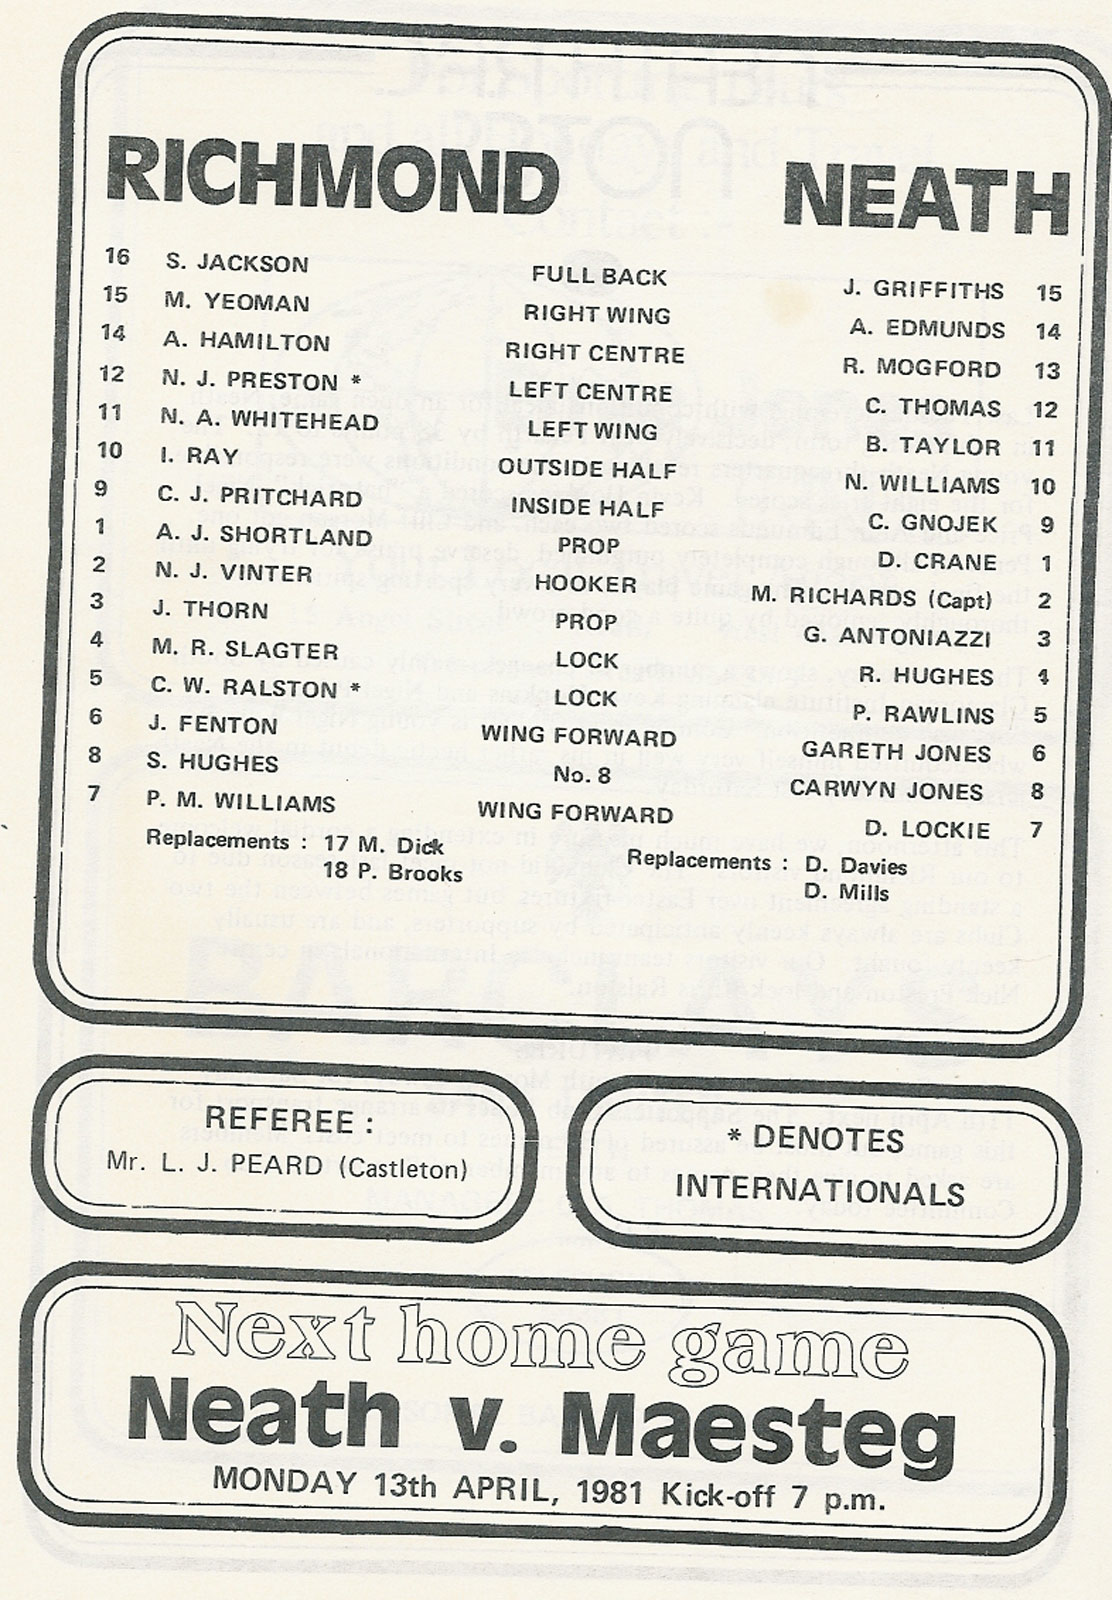 RICHMOND NEATH
16 S. JACKSON FULL BACK J. GRIFFITHS 15
15 M. YEOMAN RIGHT WING A. EDMUNDS 14
14 A. HAMILTON RIGHT CENTRE R. MOGFORD 13
12 N. J. PRESTON * LEFT CENTRE C. THOMAS 12
11 N. A. WHITEHEAD LEFT WING B. TAYLOR 11
10 I. RAY OUTSIDE HALF N. WILLIAMS 10
9 C. J. PRITCHARD INSIDE HALF C. GNOJEK 9
1 A. J. SHORTLAND PROP D. CRANE 1
2 N. J. VINTER HOOKER M. RICHARDS (Capt) 2
3 J. THORN PROP G. ANTONIAZZI 3
4 M. R. SLAGTER LOCK R. HUGHES 4
5 C. W. RALSTON * LOCK P. RAWLINS 5
6 J. FENTON WING FORWARD GARETH JONES 6
8 S. HUGHES No. 8 CARWYN JONES 8
7 P. M. WILLIAMS WING FORWARD D. LOCKIE 7
Replacements : 17 M. Dick Replacements : D. Davies
18 P. Brooks D. Mills
REFEREE :
Mr. L. J. PEARD (Castleton)
* DENOTES
INTERNATIONALS
Next home game
Neath v. Maesteg
MONDAY 13th APRIL, 1981 Kick-off 7 p.m.